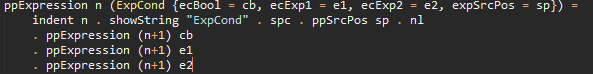 ppExpression n (ExpCond {ecBool = cb, ecExp1 = e1, ecExp2 = e2, expSrcPos = sp}) =
    indent n . showString "ExpCond" . spc . ppSrcPos sp . nl
    . ppExpression (n+1) cb
    . ppExpression (n+1) e1
    . ppExpression (n+1) e2